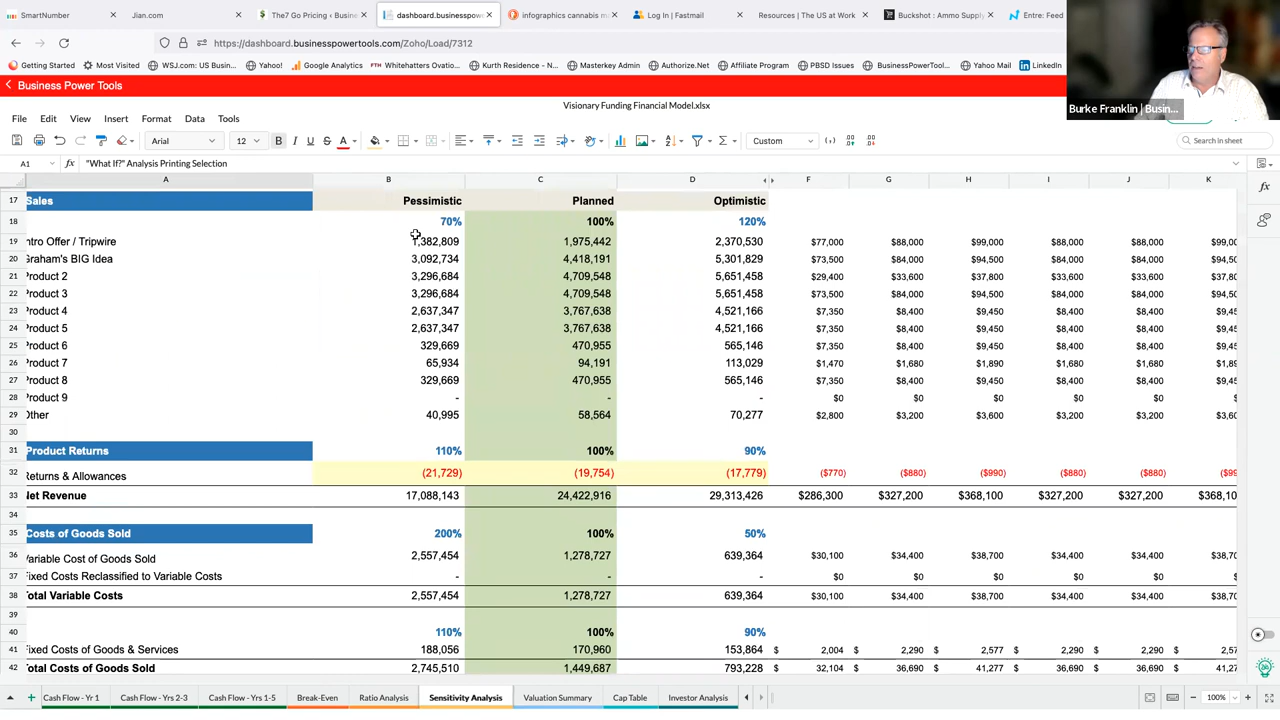 SmartNumber × Jian.com × The7 Go Pricing ‹ Busine × dashboard.businesspowe × infographics cannabis m × Log In | Fastmail × Resources | The US at Work × Buckshot : Ammo Supply × Entre: Feed
https://dashboard.businesspowertools.com/Zoho/Load/7312
Getting Started Most Visited WSJ.com: US Busin... Yahoo! Google Analytics FTN Whitehatters Ovatio... Kurth Residence - N... Masterkey Admin Authorize.Net Affiliate Program PBSD Issues BusinessPowerTool... Yahoo Mail LinkedIn
Burke Franklin | Busin...
Business Power Tools
Visionary Funding Financial Model.xlsx
File Edit View Insert Format Data Tools
Arial 12 B I U S A Custom Search in sheet
A1 fx "What If?" Analysis Printing Selection
A B C D F G H I J K
17 Sales Pessimistic Planned Optimistic
18 70% 100% 120%
19 ntro Offer / Tripwire 1,382,809 1,975,442 2,370,530 $77,000 $88,000 $99,000 $88,000 $88,000 $99,0
20 Graham's BIG Idea 3,092,734 4,418,191 5,301,829 $73,500 $84,000 $94,500 $84,000 $84,000 $94,5
21 Product 2 3,296,684 4,709,548 5,651,458 $29,400 $33,600 $37,800 $33,600 $33,600 $37,8
22 Product 3 3,296,684 4,709,548 5,651,458 $73,500 $84,000 $94,500 $84,000 $84,000 $94,5
23 Product 4 2,637,347 3,767,638 4,521,166 $7,350 $8,400 $9,450 $8,400 $8,400 $9,45
24 Product 5 2,637,347 3,767,638 4,521,166 $7,350 $8,400 $9,450 $8,400 $8,400 $9,45
25 Product 6 329,669 470,955 565,146 $7,350 $8,400 $9,450 $8,400 $8,400 $9,45
26 Product 7 65,934 94,191 113,029 $1,470 $1,680 $1,890 $1,680 $1,680 $1,89
27 Product 8 329,669 470,955 565,146 $7,350 $8,400 $9,450 $8,400 $8,400 $9,45
28 Product 9 - - - $0 $0 $0 $0 $0 $
29 Other 40,995 58,564 70,277 $2,800 $3,200 $3,600 $3,200 $3,200 $3,6
30
31 Product Returns 110% 100% 90%
32 Returns & Allowances (21,729) (19,754) (17,779) ($770) ($880) ($990) ($880) ($880) ($99
33 Net Revenue 17,088,143 24,422,916 29,313,426 $286,300 $327,200 $368,100 $327,200 $327,200 $368,10
34
35 Costs of Goods Sold 200% 100% 50%
36 Variable Cost of Goods Sold 2,557,454 1,278,727 639,364 $30,100 $34,400 $38,700 $34,400 $34,400 $38,7
37 Fixed Costs Reclassified to Variable Costs - - - $0 $0 $0 $0 $0 $
38 Total Variable Costs 2,557,454 1,278,727 639,364 $30,100 $34,400 $38,700 $34,400 $34,400 $38,7
39
40 110% 100% 90%
41 Fixed Costs of Goods & Services 188,056 170,960 153,864 $ 2,004 $ 2,290 $ 2,577 $ 2,290 $ 2,290 $ 2,57
42 Total Costs of Goods Sold 2,745,510 1,449,687 793,228 $ 32,104 $ 36,690 $ 41,277 $ 36,690 $ 36,690 $ 41,2
Cash Flow - Yr 1 Cash Flow - Yrs 2-3 Cash Flow - Yrs 1-5 Break-Even Ratio Analysis Sensitivity Analysis Valuation Summary Cap Table Investor Analysis 100%